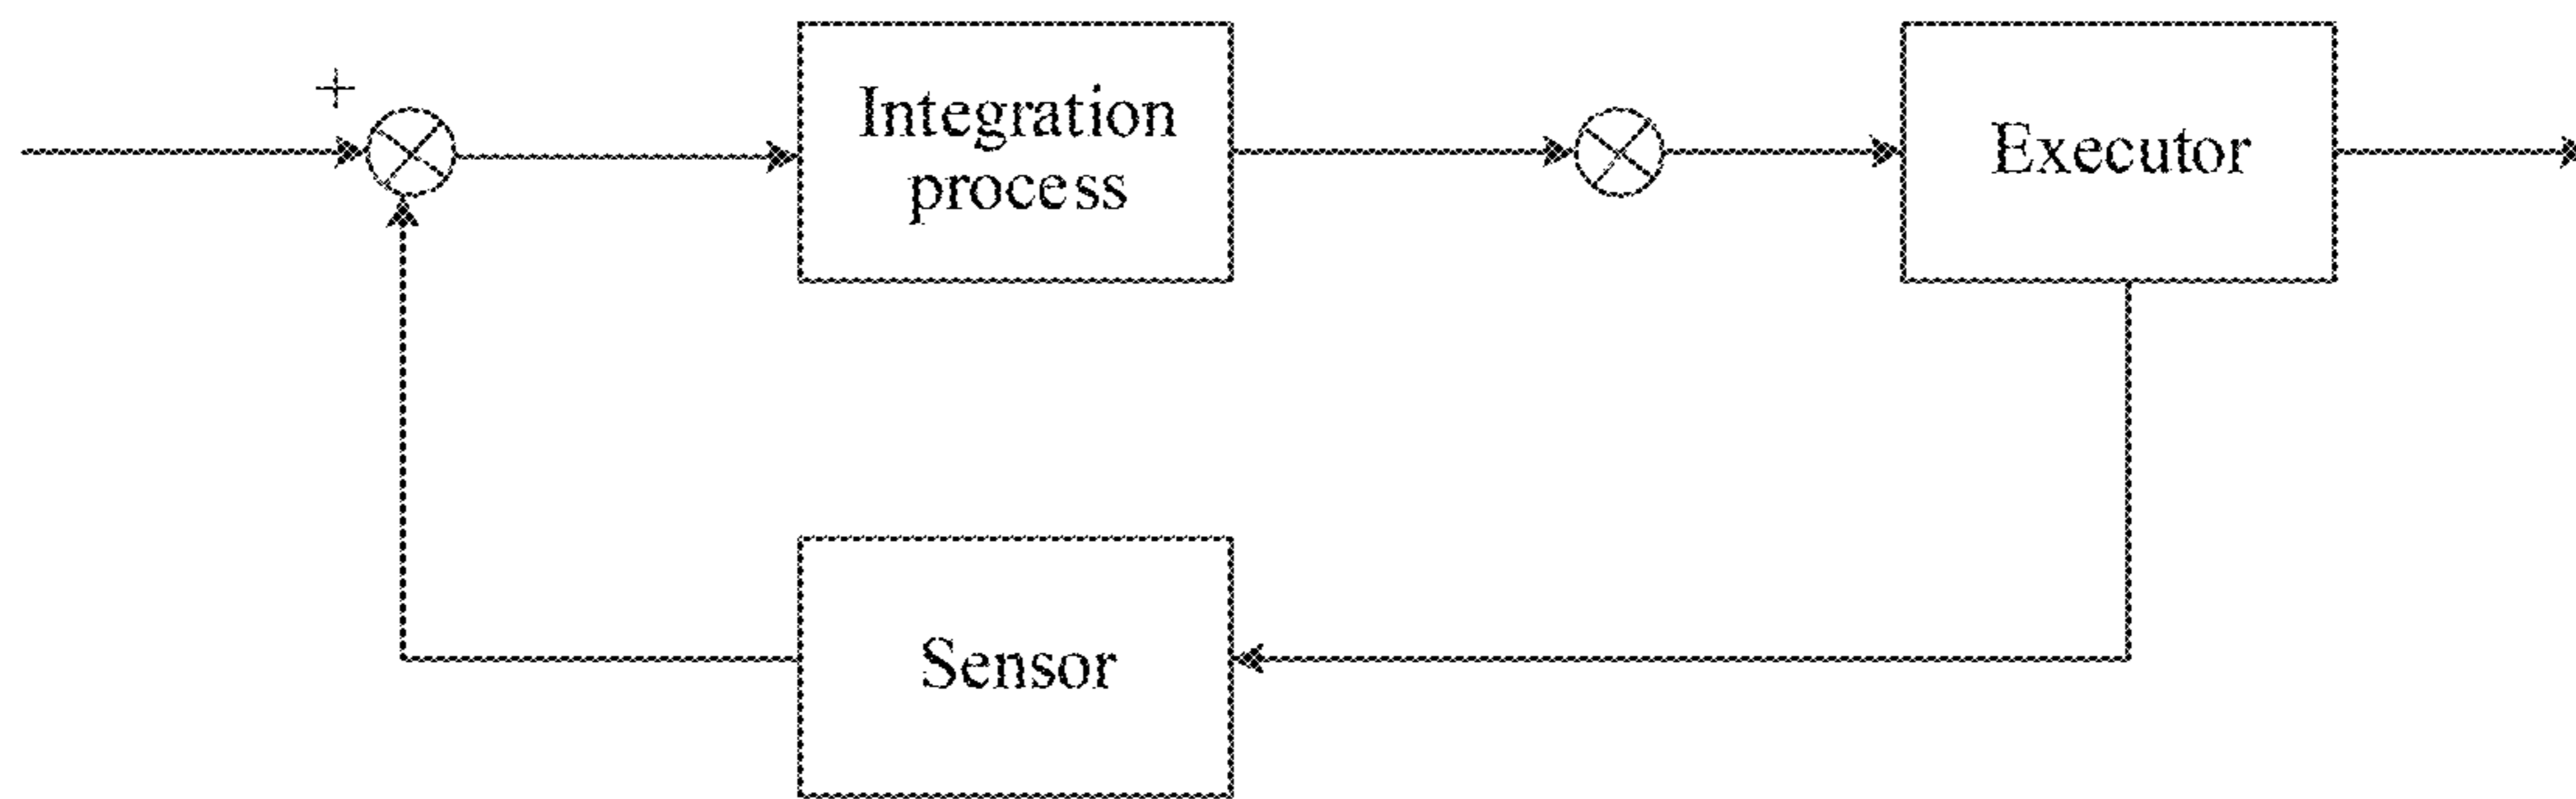 +
Integration
process
Executor
Sensor